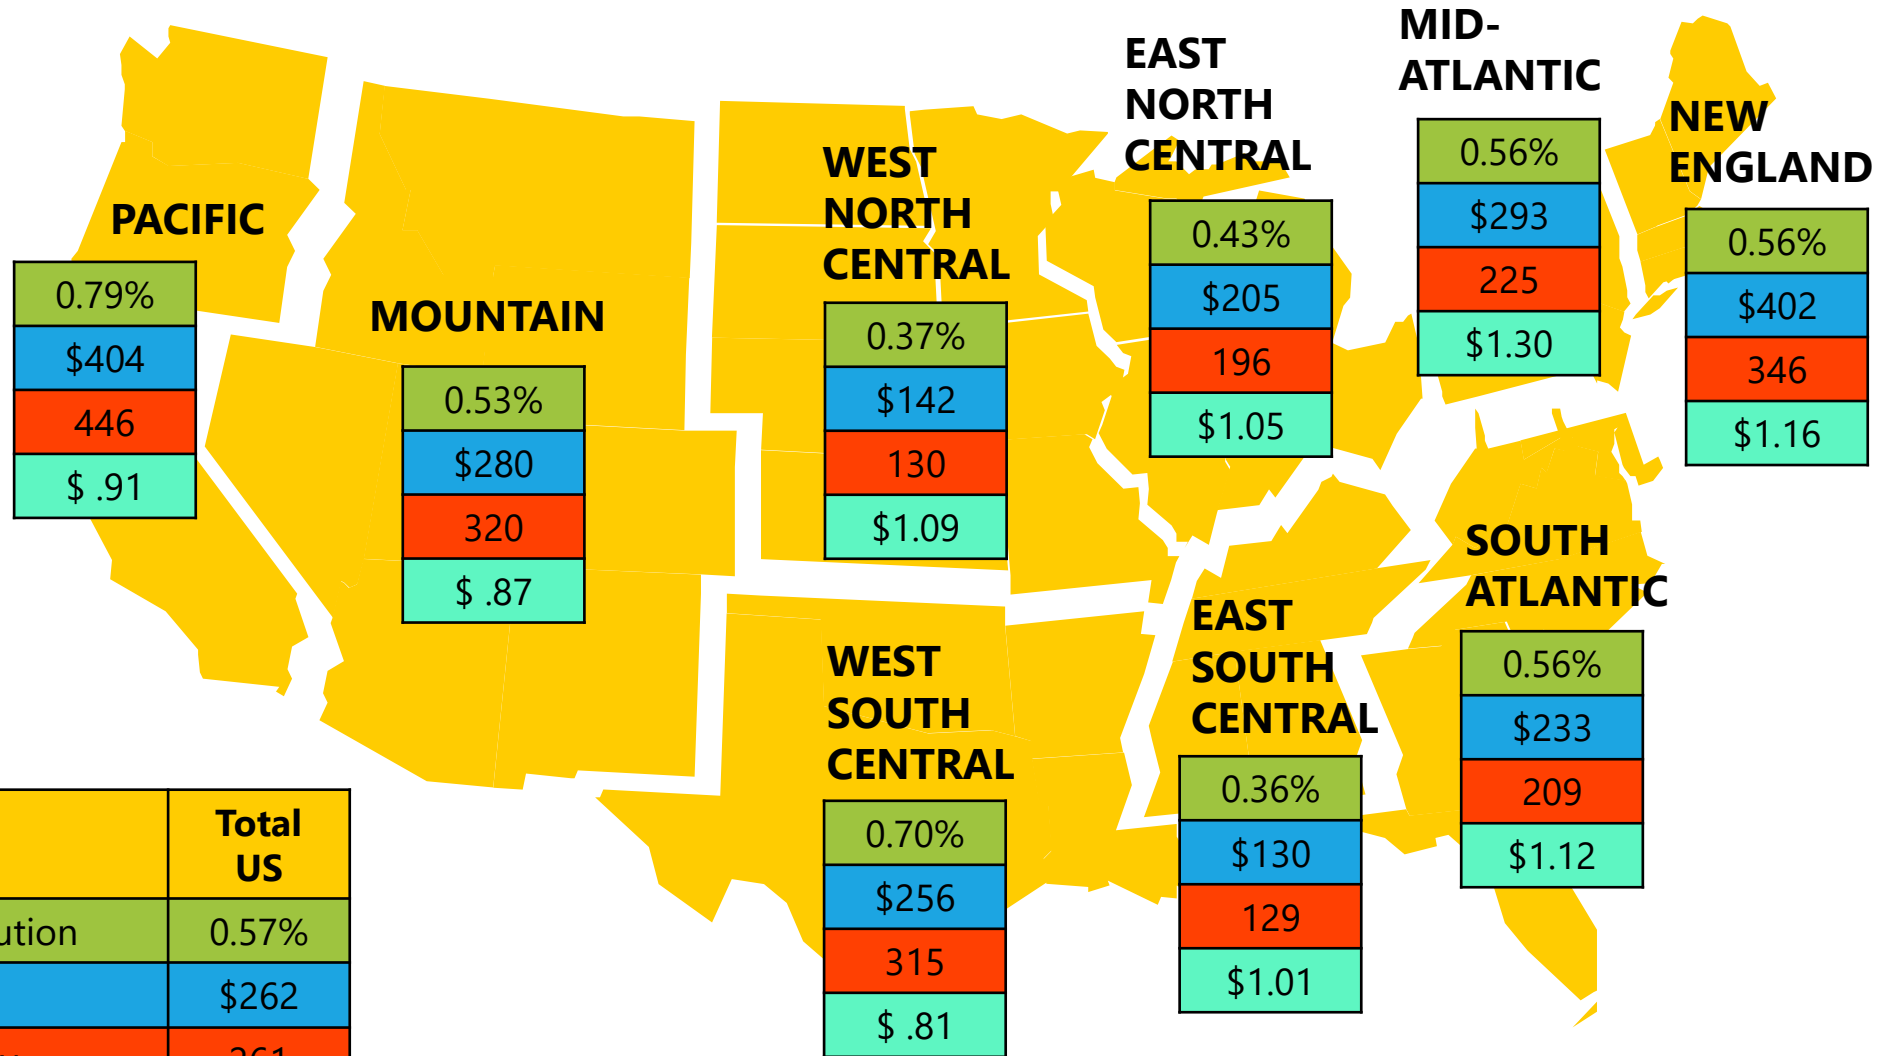 MID-
ATLANTIC
0.56%
$293
225
$1.30
EAST
NORTH
CENTRAL
0.43%
$205
196
$1.05
NEW
ENGLAND
0.56%
$402
346
$1.16
WEST
NORTH
CENTRAL
0.37%
$142
130
$1.09
PACIFIC
0.79%
$404
446
$ .91
MOUNTAIN
0.53%
$280
320
$ .87
SOUTH
ATLANTIC
0.56%
$233
209
$1.12
EAST
SOUTH
CENTRAL
0.36%
$130
129
$1.01
WEST
SOUTH
CENTRAL
0.70%
$256
315
$ .81
Total
US
0.57%
$262